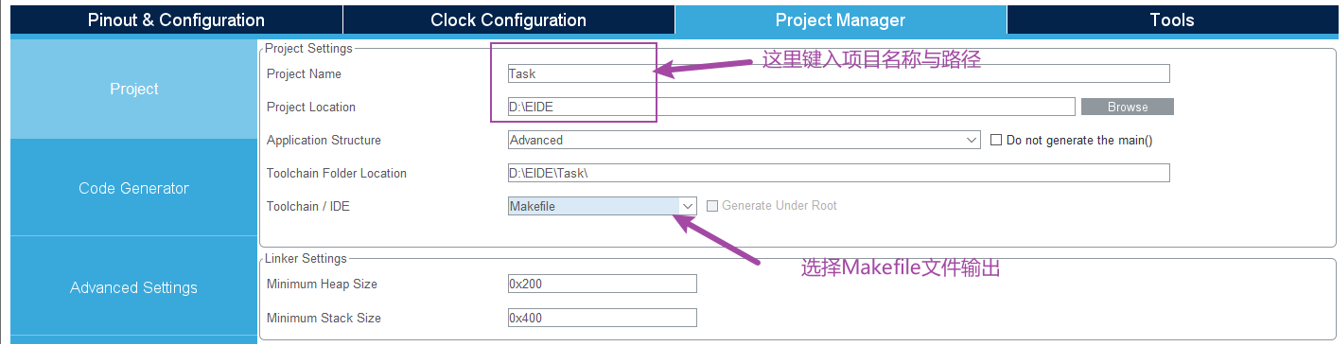 Pinout & Configuration
Clock Configuration
Project Manager
Tools
Project
Code Generator
Advanced Settings
Project Settings
Project Name
Task
这里键入项目名称与路径
Project Location
D:\EIDE
Browse
Application Structure
Advanced
Do not generate the main()
Toolchain Folder Location
D:\EIDE\Task\
Toolchain / IDE
Makefile
Generate Under Root
选择Makefile文件输出
Linker Settings
Minimum Heap Size
0x200
Minimum Stack Size
0x400